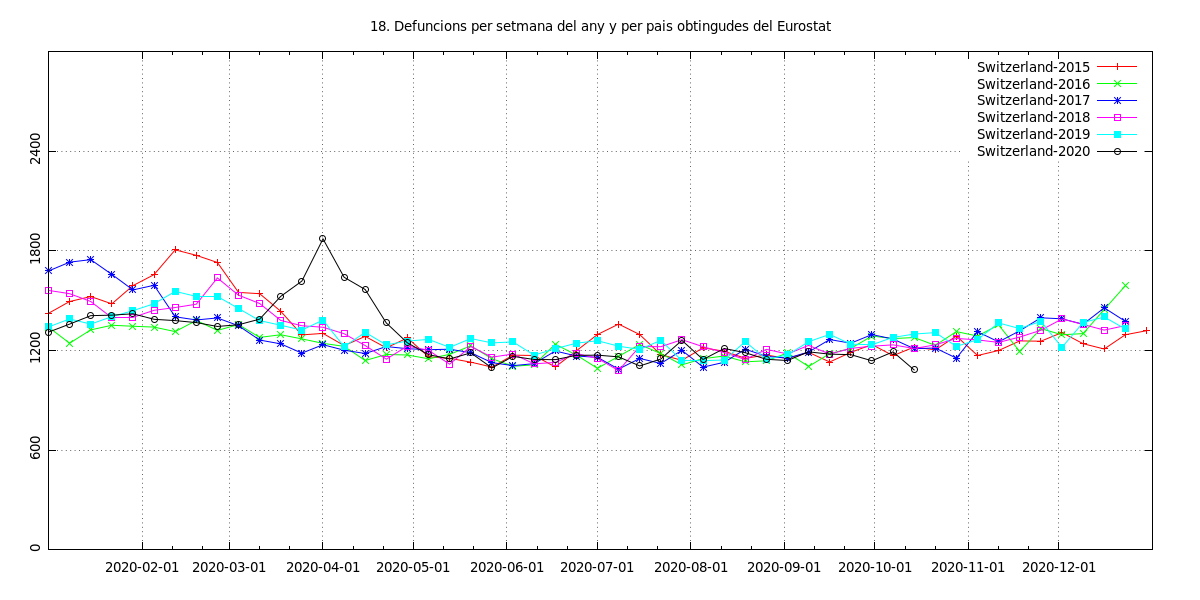 18. Defuncions per setmana del any y per pais obtingudes del Eurostat
Switzerland-2015
Switzerland-2016
Switzerland-2017
Switzerland-2018
Switzerland-2019
Switzerland-2020
2400
1800
1200
600
0
2020-02-01 2020-03-01 2020-04-01 2020-05-01 2020-06-01 2020-07-01 2020-08-01 2020-09-01 2020-10-01 2020-11-01 2020-12-01